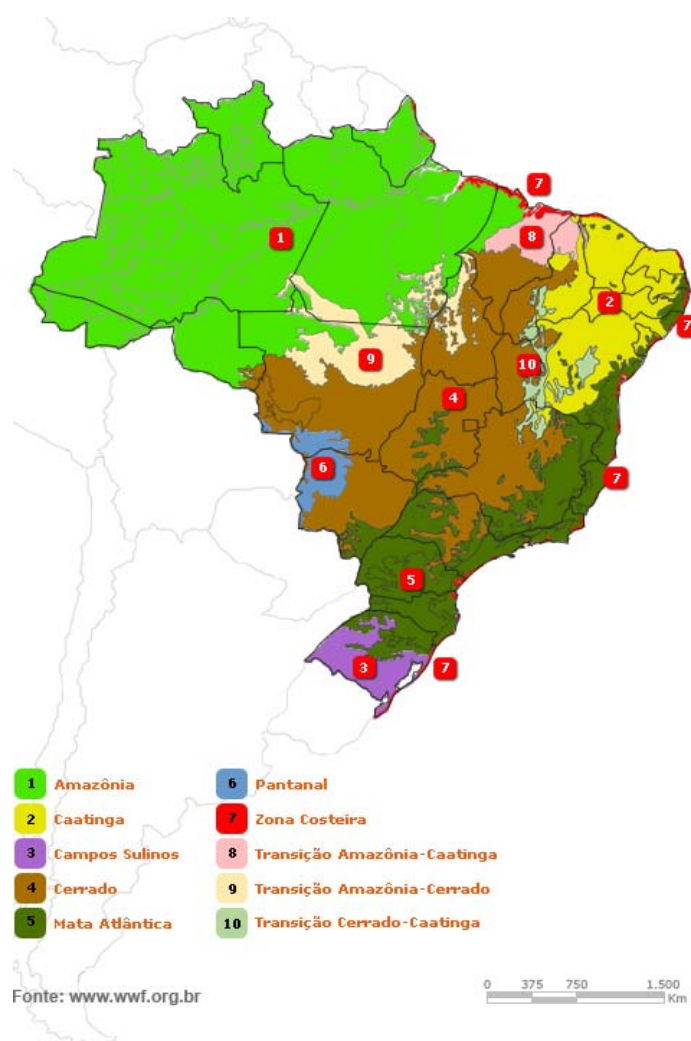 7
8
1
2
7
9
10
4
6
7
5
3
7
1 Amazônia
2 Caatinga
3 Campos Sulinos
4 Cerrado
5 Mata Atlântica
6 Pantanal
7 Zona Costeira
8 Transição Amazônia-Caatinga
9 Transição Amazônia-Cerrado
10 Transição Cerrado-Caatinga
Fonte: www.wwf.org.br
0 375 750 1.500
Km